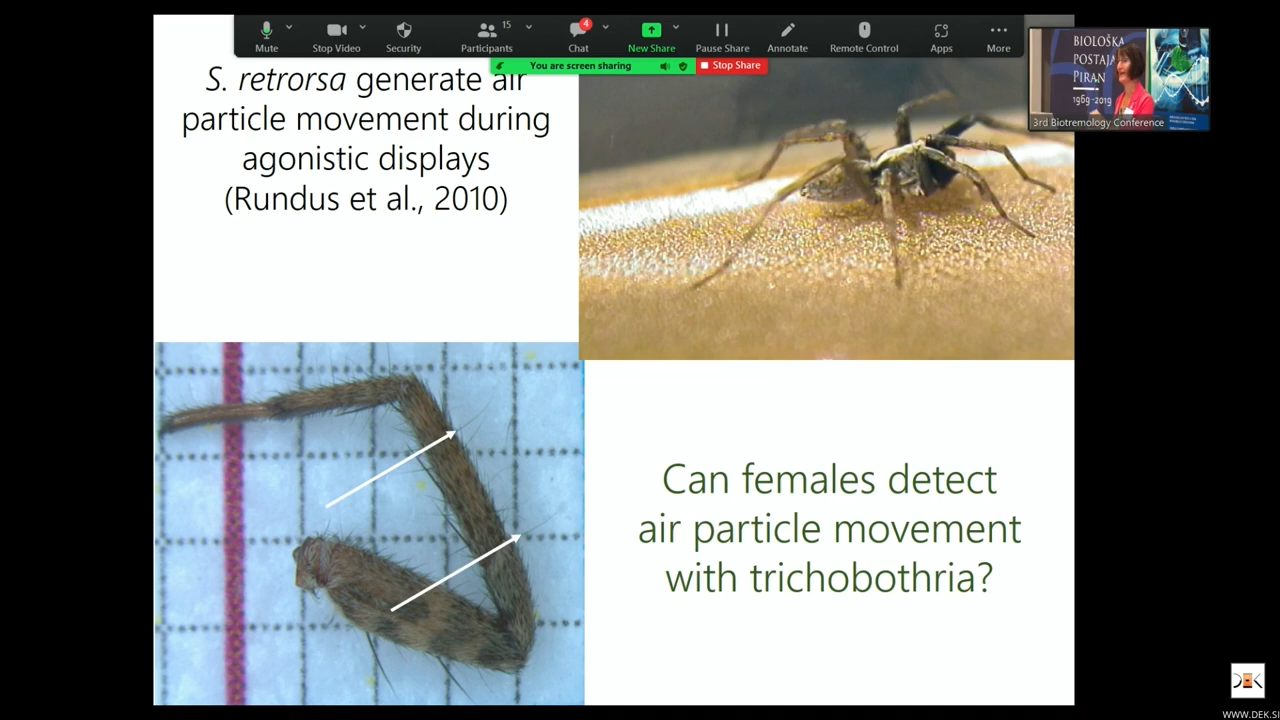 15
4
Mute
Stop Video
Security
Participants
Chat
New Share
Pause Share
Annotate
Remote Control
Apps
More
You are screen sharing
Stop Share
S. retrorsa generate air
particle movement during
agonistic displays
(Rundus et al., 2010)
BIOLOŠKA
POSTAJA
PIRAN
1969-2019
3rd Biotremology Conference
Can females detect
air particle movement
with trichobothria?
DEK
WWW.DEK.SI